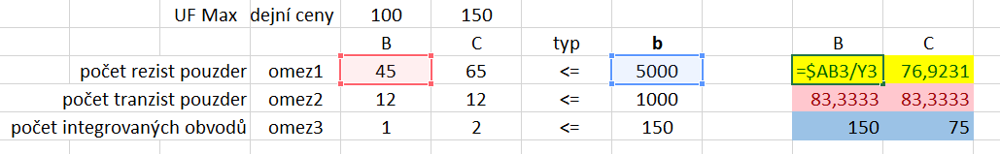 UF Max dejní ceny 100 150
B C typ b B C
počet rezist pouzder omez1 45 65 <= 5000 =$AB3/Y3 76,9231
počet tranzist pouzder omez2 12 12 <= 1000 83,3333 83,3333
počet integrovaných obvodů omez3 1 2 <= 150 150 75